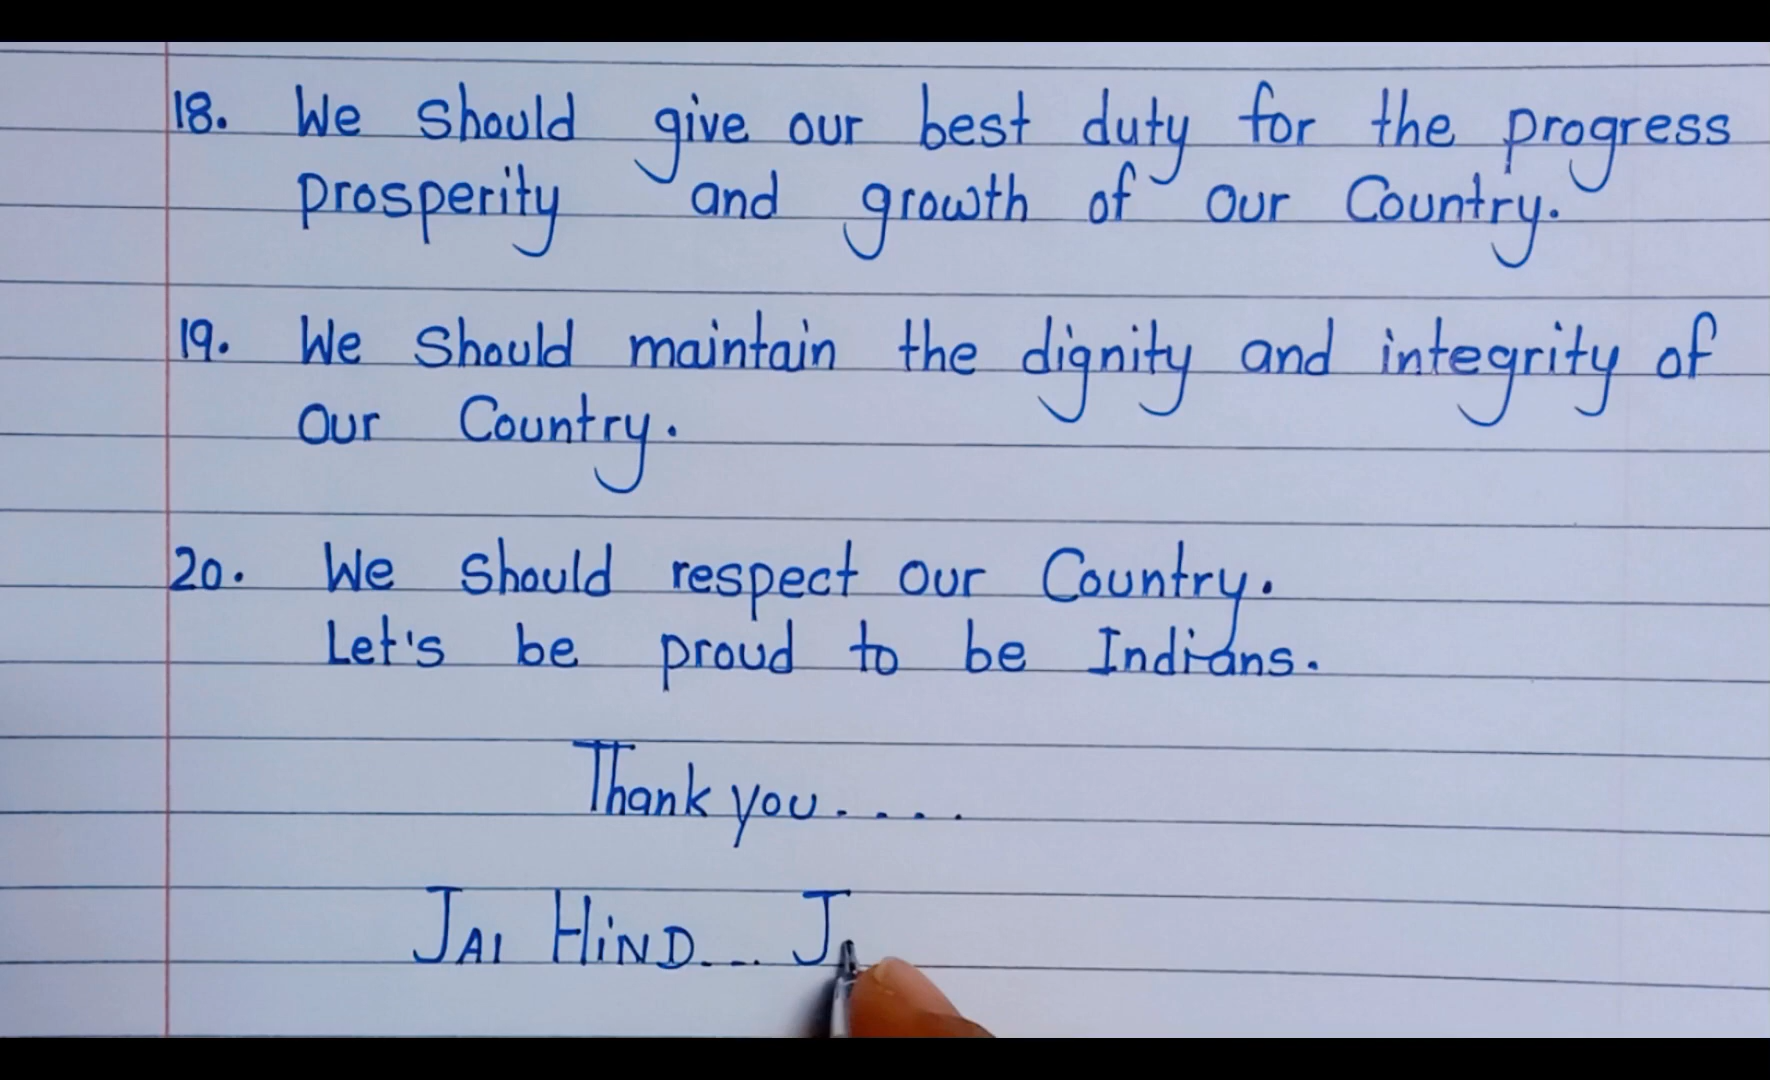 18. We should give our best duty for the progress
prosperity and growth of our Country.
19. We should maintain the dignity and integrity of
our Country.
20. We should respect our Country.
Let's be proud to be Indians.
Thank you....
JAI HiND... J